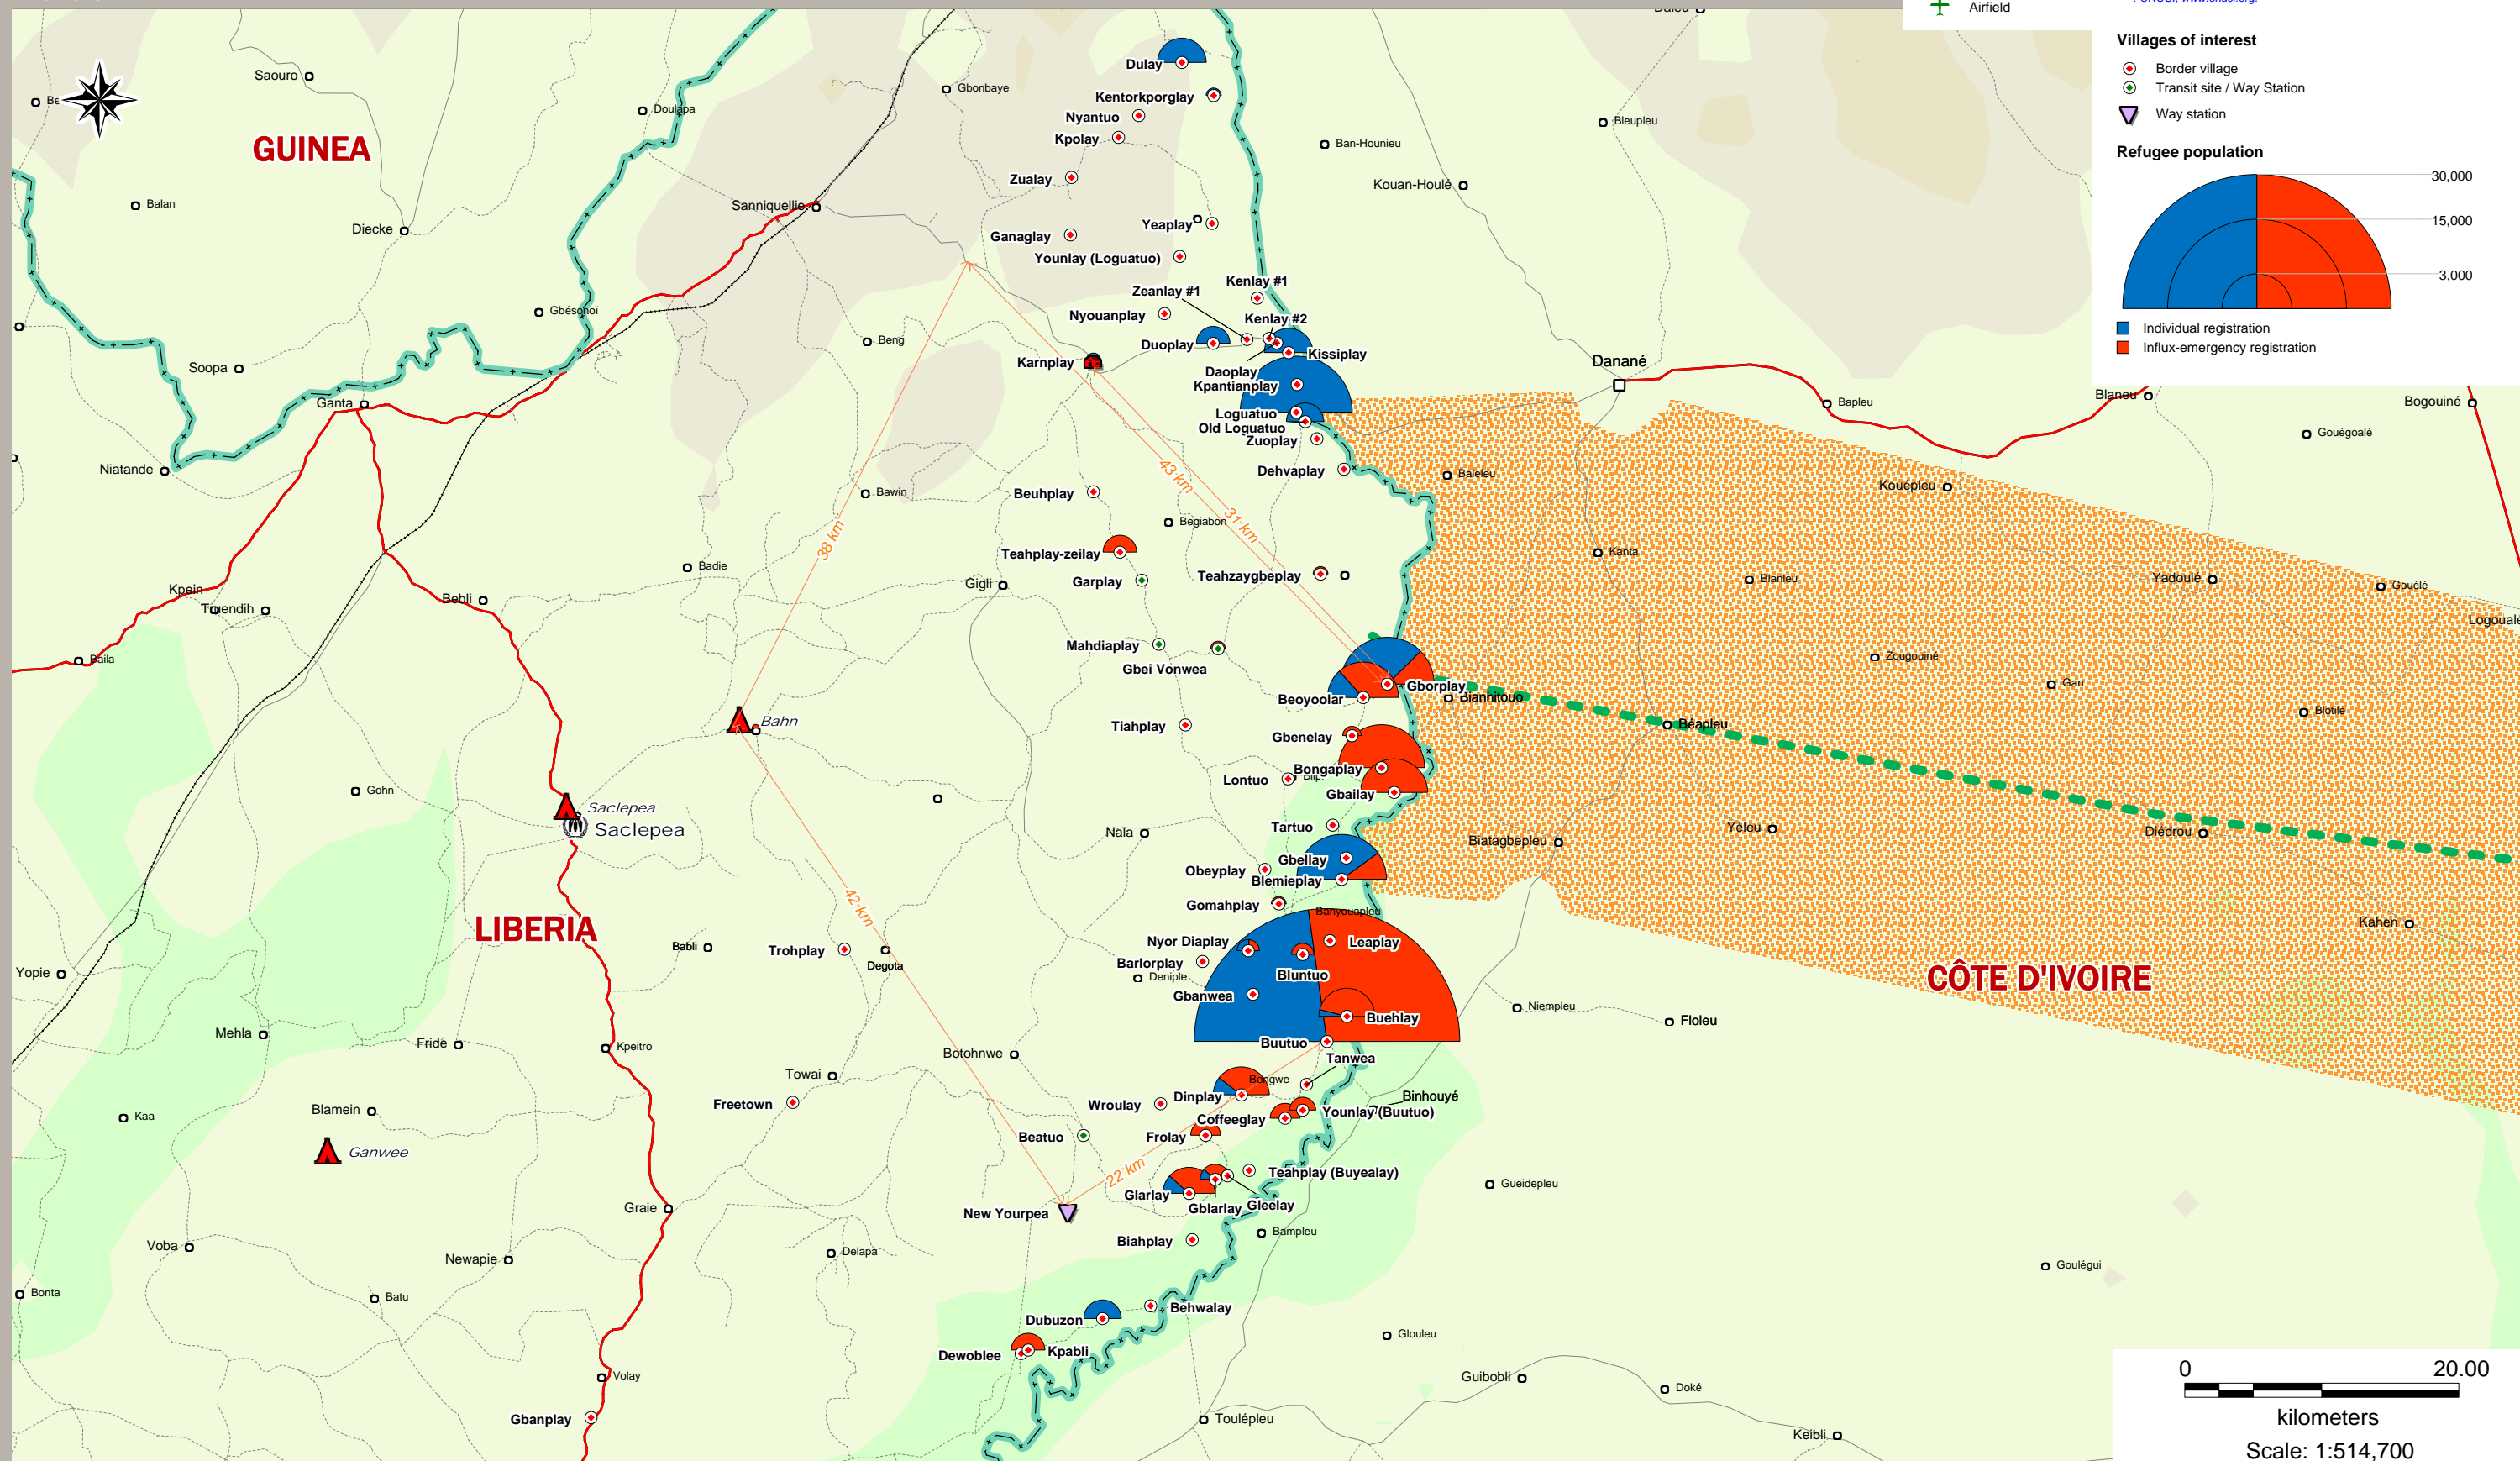 Airfield
Villages of interest
Border village
Transit site / Way Station
Way station
Refugee population
30,000
15,000
3,000
Individual registration
Influx-emergency registration
GUINEA
LIBERIA
CÔTE D'IVOIRE
Saouro
Doulapa
Gbonbaye
Dulay
Kentorkporglay
Nyantuo
Kpolay
Ban-Hounieu
Bleupleu
Kouan-Houlé
Zualay
Balan
Diecke
Sanniquellie
Yeaplay
Ganaglay
Younlay (Loguatuo)
Kenlay #1
Zeanlay #1
Nyouanplay
Kenlay #2
Gbésohoï
Beng
Duoplay
Kissiplay
Karnplay
Daoplay
Kpantianplay
Danané
Soopa
Ganta
Loguatuo
Old Loguatuo
Zuoplay
Bapleu
Blaneu
Bogouiné
Gouégoalé
Niatande
Dehvaplay
Baleleu
Kouépleu
43 km
31 km
38 km
Bawin
Beuhplay
Begiabon
Teahplay-zeilay
Garplay
Teahzaygbeplay
Kanta
Blanleu
Yadoulé
Gouélé
Badie
Gigli
Kpein
Tiuendih
Bebli
Logoualé
Baila
Mahdiaplay
Gbei Vonwea
Zougouiné
Gborplay
Beoyoolar
Bianhitouo
Gan
Blotilé
Bahn
Tiahplay
Gbenelay
Béapleu
Bongaplay
Lontuo
Gbailay
Gohn
Saclepea
Saclepea
Nala
Tartuo
Biatagbepleu
Yéleu
Diédrou
Gbellay
Obeyplay
Blemieplay
Gomahplay
Banyouapleu
Kahen
42 km
Babli
Trohplay
Degota
Nyor Diaplay
Leaplay
Barlorplay
Bluntuo
Deniple
Gbanwea
Yopie
Buehlay
Niempleu
Floleu
Mehla
Fride
Kpeitro
Botohnwe
Buutuo
Tanwea
Towai
Bongwe
Dinplay
Binhouyé
Freetown
Wroulay
Kaa
Blamein
Coffeeglay
Younlay (Buutuo)
Beatuo
Frolay
Ganwee
22 km
Teahplay (Buyealay)
Glarlay
Gueidepleu
Gblarlay
Gleelay
New Yourpea
Graie
Bampleu
Biahplay
Voba
Newapie
Delapa
Goulégui
Bonta
Batu
Behwalay
Dubuzon
Glouleu
Dewoblee
Kpabli
Volay
Guibobli
Doké
Gbanplay
Toulépleu
Keibli
0 20.00
kilometers
Scale: 1:514,700